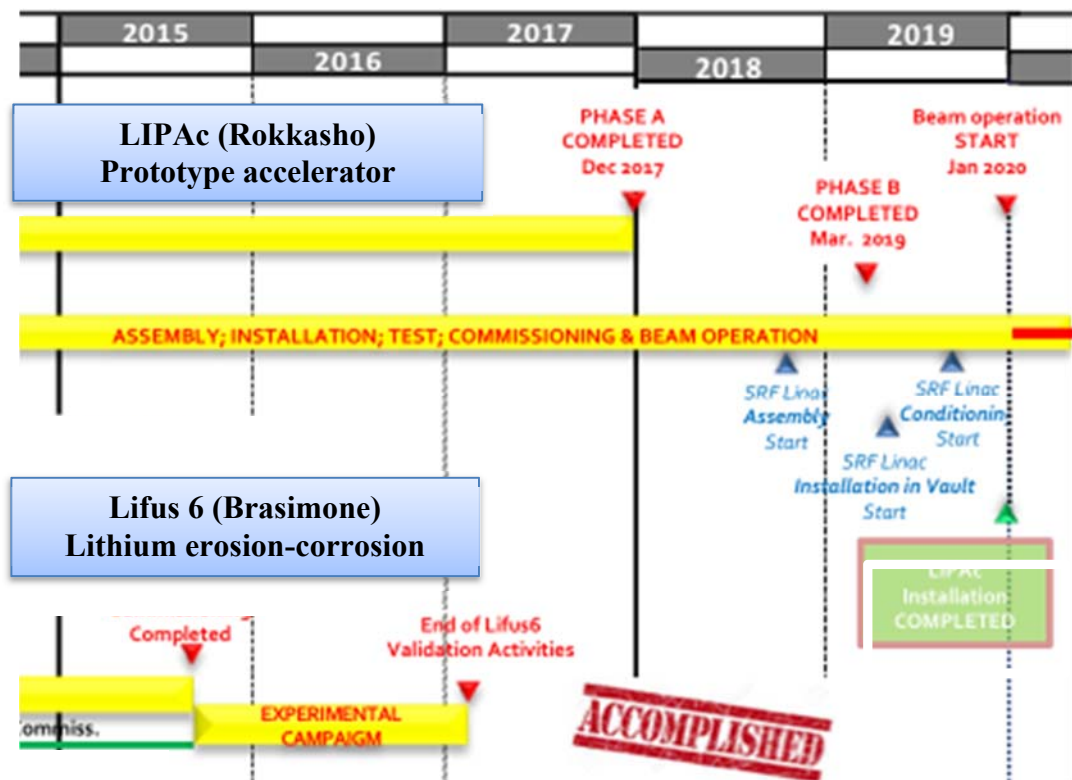 2015
2016
2017
2018
2019
LIPAc (Rokkasho)
Prototype accelerator
PHASE A
COMPLETED
Dec 2017
Beam operation
START
Jan 2020
PHASE B
COMPLETED
Mar. 2019
ASSEMBLY; INSTALLATION; TEST; COMMISSIONING & BEAM OPERATION
SRF Linac
Assembly
Start
SRF Linac
Conditionin
Start
SRF Linac
Installation in Vault
Start
Lifus 6 (Brasimone)
Lithium erosion-corrosion
LIPAc
Installation
COMPLETED
Completed
End of Lifus6
Validation Activities
EXPERIMENTAL
CAMPAIGM
ommiss.
ACCOMPLISHED